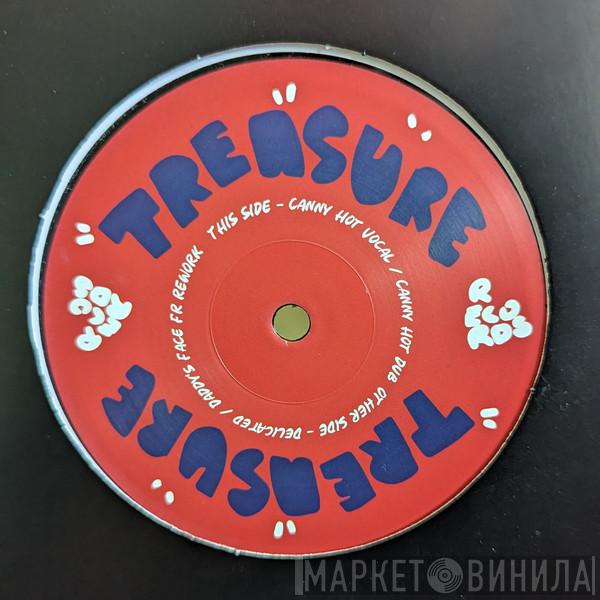 TREASURE
THIS SIDE – CANNY HOT VOCAL / CANNY HOT DUB
OTHER SIDE – DELICATED / DADDY'S FACE FR REWORK
TREASURE
МАРКЕТ ВИНИЛА